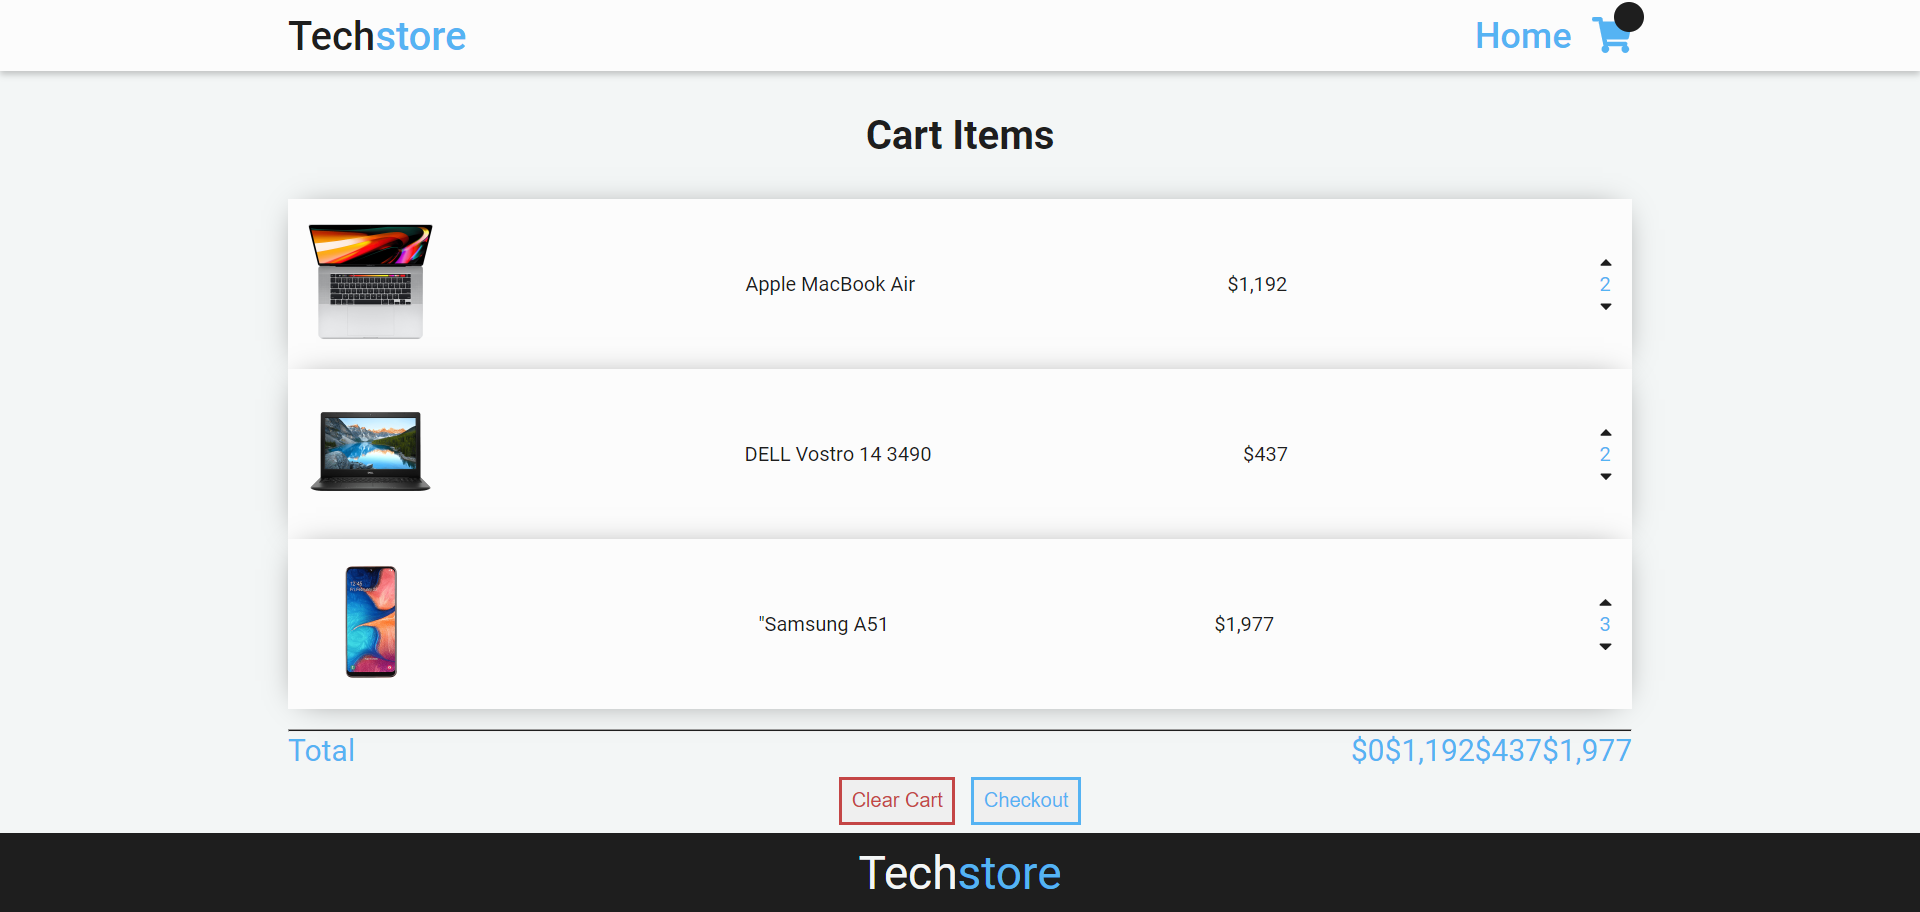 Techstore
Home
Cart Items
Apple MacBook Air
$1,192
2
DELL Vostro 14 3490
$437
2
"Samsung A51
$1,977
3
Total
$0$1,192$437$1,977
Clear Cart
Checkout
Techstore